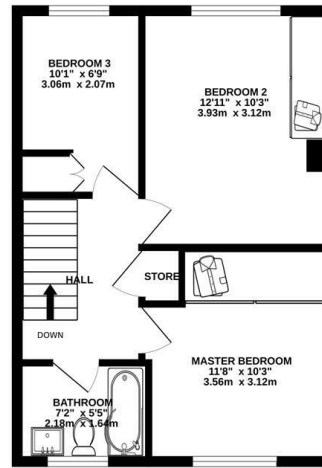 BEDROOM 3
10'1" x 6'9"
3.06m x 2.07m
BEDROOM 2
12'11" x 10'3"
3.93m x 3.12m
HALL
STORE
DOWN
MASTER BEDROOM
11'8" x 10'3"
3.56m x 3.12m
BATHROOM
7'2" x 5'5"
2.18m x 1.64m